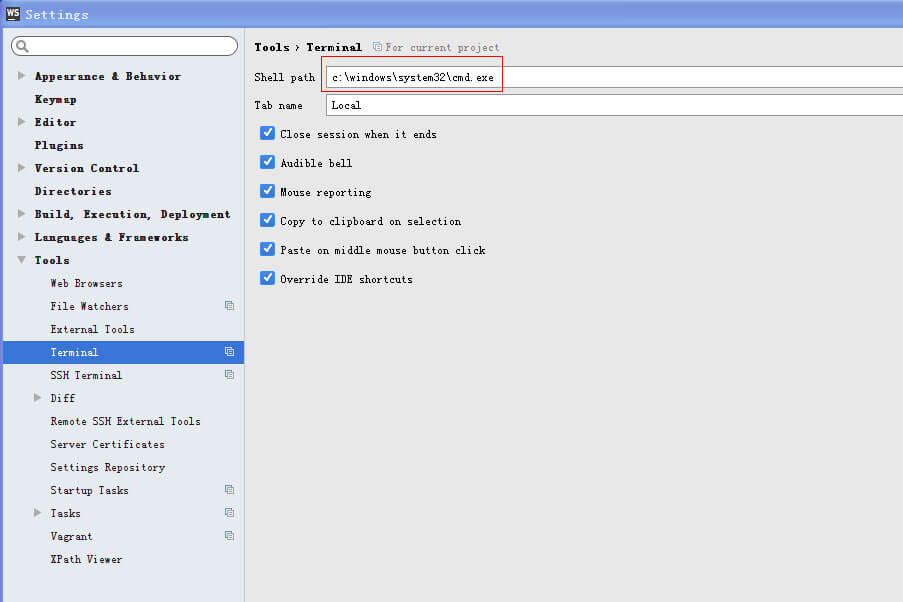 WS Settings
Appearance & Behavior
Keymap
Editor
Plugins
Version Control
Directories
Build, Execution, Deployment
Languages & Frameworks
Tools
Web Browsers
File Watchers
External Tools
Terminal
SSH Terminal
Diff
Remote SSH External Tools
Server Certificates
Settings Repository
Startup Tasks
Tasks
Vagrant
XPath Viewer
Tools › Terminal For current project
Shell path c:\windows\system32\cmd.exe
Tab name Local
Close session when it ends
Audible bell
Mouse reporting
Copy to clipboard on selection
Paste on middle mouse button click
Override IDE shortcuts